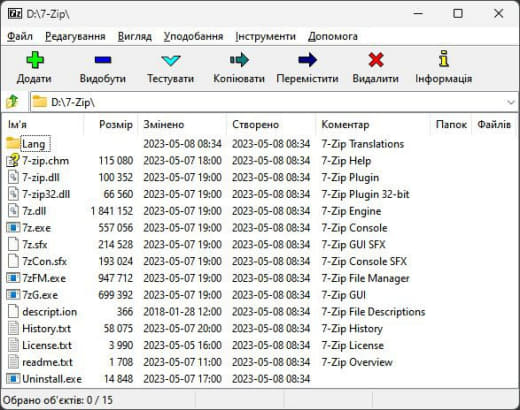 7z D:\7-Zip\
Файл Редагування Вигляд Уподобання Інструменти Допомога
Додати Видобути Тестувати Копіювати Перемістити Видалити Інформація
D:\7-Zip\
Ім'я Розмір Змінено Створено Коментар Папок Файлів
Lang 2023-05-08 08:34 2023-05-08 08:34 7-Zip Translations
7-zip.chm 115 080 2023-05-07 18:00 2023-05-08 08:34 7-Zip Help
7-zip.dll 100 352 2023-05-07 19:00 2023-05-08 08:34 7-Zip Plugin
7-zip32.dll 66 560 2023-05-07 19:00 2023-05-08 08:34 7-Zip Plugin 32-bit
7z.dll 1 841 152 2023-05-07 19:00 2023-05-08 08:34 7-Zip Engine
7z.exe 557 056 2023-05-07 19:00 2023-05-08 08:34 7-Zip Console
7z.sfx 214 528 2023-05-07 19:00 2023-05-08 08:34 7-Zip GUI SFX
7zCon.sfx 193 024 2023-05-07 19:00 2023-05-08 08:34 7-Zip Console SFX
7zFM.exe 947 712 2023-05-07 19:00 2023-05-08 08:34 7-Zip File Manager
7zG.exe 699 392 2023-05-07 19:00 2023-05-08 08:34 7-Zip GUI
descript.ion 366 2018-01-28 12:00 2023-05-08 08:34 7-Zip File Descriptions
History.txt 58 075 2023-05-07 20:00 2023-05-08 08:34 7-Zip History
License.txt 3 990 2023-05-05 16:00 2023-05-08 08:34 7-Zip License
readme.txt 1 708 2023-05-07 11:00 2023-05-08 08:34 7-Zip Overview
Uninstall.exe 14 848 2023-05-07 17:00 2023-05-08 08:34
Обрано об'єктів: 0 / 15